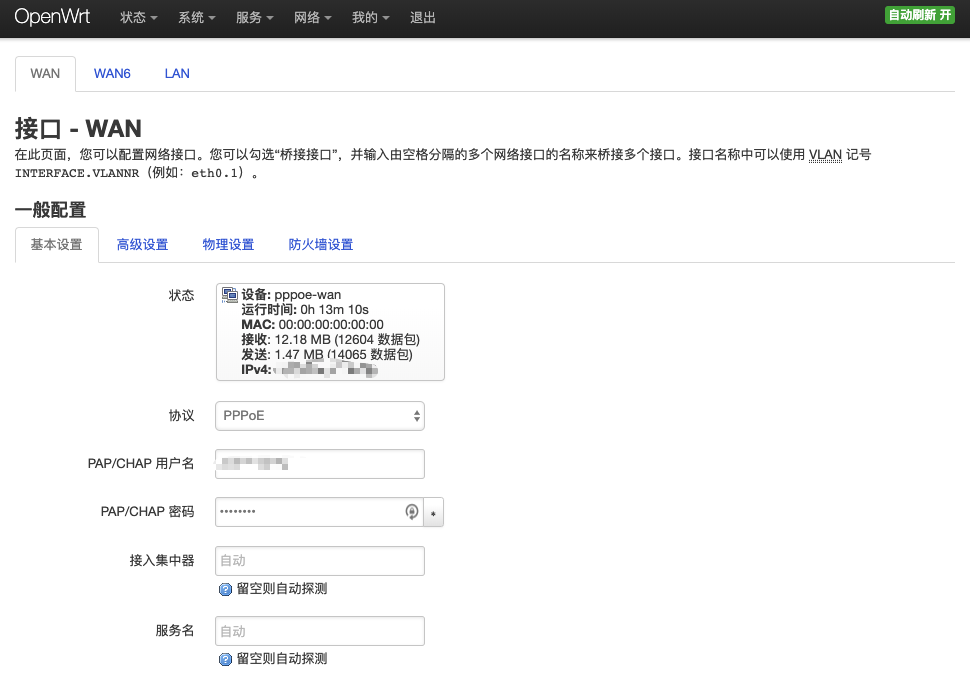 OpenWrt 状态 系统 服务 网络 我的 退出 自动刷新 开
WAN WAN6 LAN
接口 - WAN
在此页面，您可以配置网络接口。您可以勾选“桥接接口”，并输入由空格分隔的多个网络接口的名称来桥接多个接口。接口名称中可以使用 VLAN 记号
INTERFACE.VLANNR（例如：eth0.1）。
一般配置
基本设置 高级设置 物理设置 防火墙设置
状态
设备: pppoe-wan
运行时间: 0h 13m 10s
MAC: 00:00:00:00:00:00
接收: 12.18 MB (12604 数据包)
发送: 1.47 MB (14065 数据包)
IPv4:
协议 PPPoE
PAP/CHAP 用户名
PAP/CHAP 密码 •••••••• *
接入集中器 自动
留空则自动探测
服务名 自动
留空则自动探测